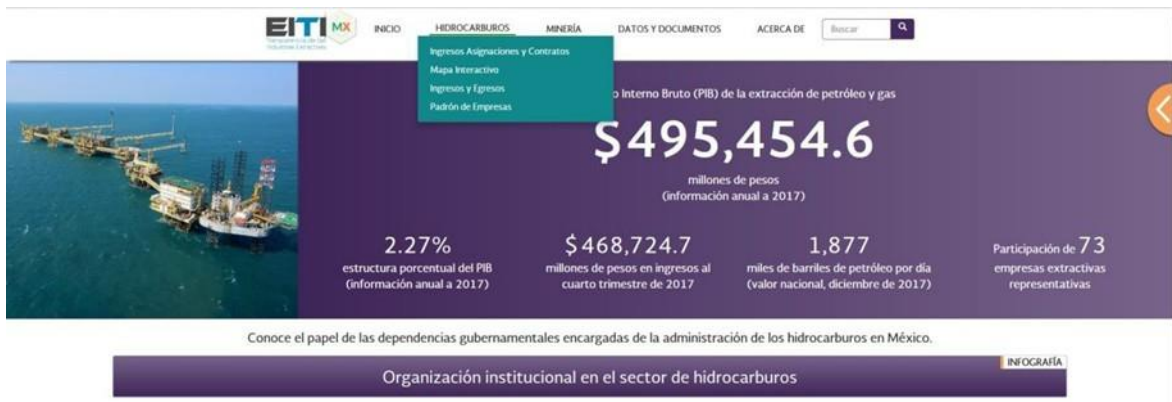 EITI MX
Transparencia de las
Industrias Extractivas
INICIO
HIDROCARBUROS
MINERÍA
DATOS Y DOCUMENTOS
ACERCA DE
Buscar
Ingresos Asignaciones y Contratos
Mapa Interactivo
Ingresos y Egresos
Padrón de Empresas
Interno Bruto (PIB) de la extracción de petróleo y gas
$495,454.6
millones de pesos
(información anual a 2017)
2.27%
estructura porcentual del PIB
(información anual a 2017)
$468,724.7
millones de pesos en ingresos al
cuarto trimestre de 2017
1,877
miles de barriles de petróleo por día
(valor nacional, diciembre de 2017)
Participación de 73
empresas extractivas
representativas
Conoce el papel de las dependencias gubernamentales encargadas de la administración de los hidrocarburos en México.
INFOGRAFÍA
Organización institucional en el sector de hidrocarburos